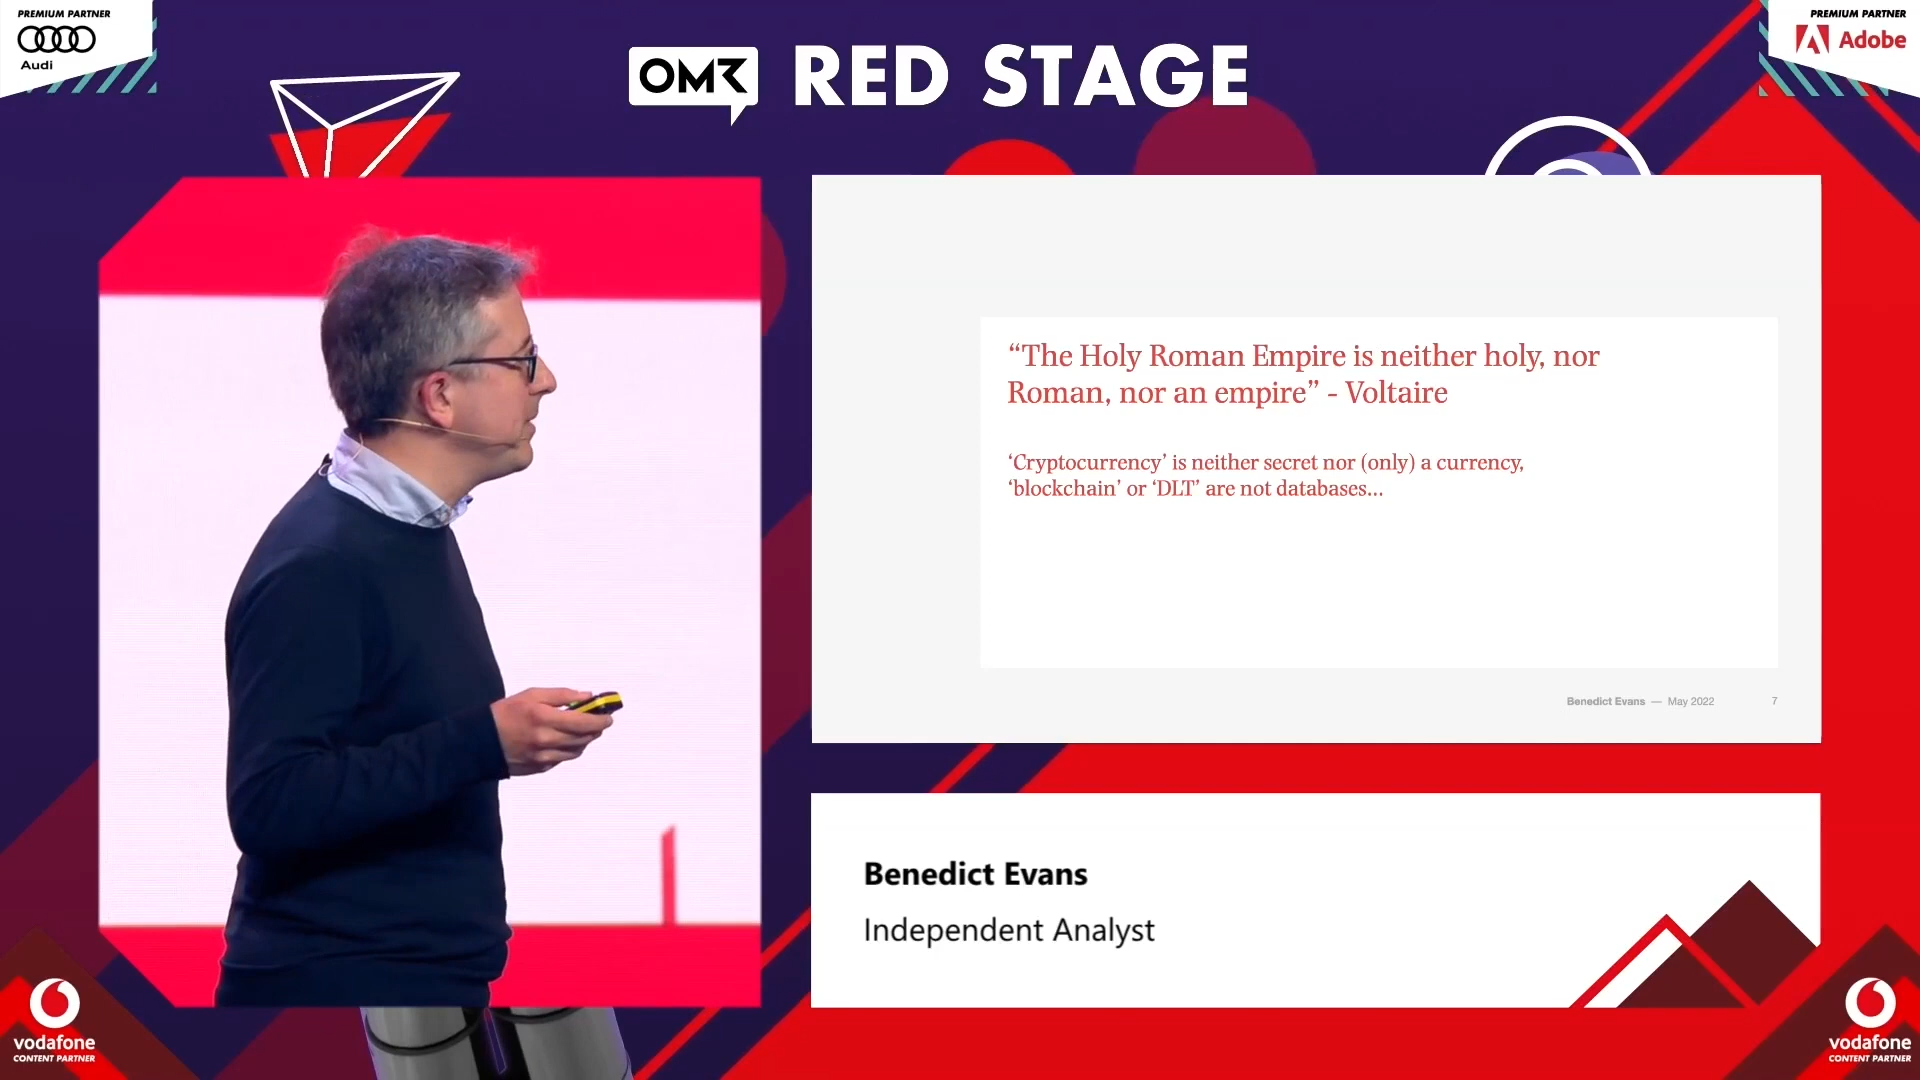 PREMIUM PARTNER
Audi
OMR RED STAGE
PREMIUM PARTNER
Adobe
“The Holy Roman Empire is neither holy, nor
Roman, nor an empire” - Voltaire
‘Cryptocurrency’ is neither secret nor (only) a currency,
‘blockchain’ or ‘DLT’ are not databases...
Benedict Evans — May 2022 7
Benedict Evans
Independent Analyst
vodafone
CONTENT PARTNER
vodafone
CONTENT PARTNER